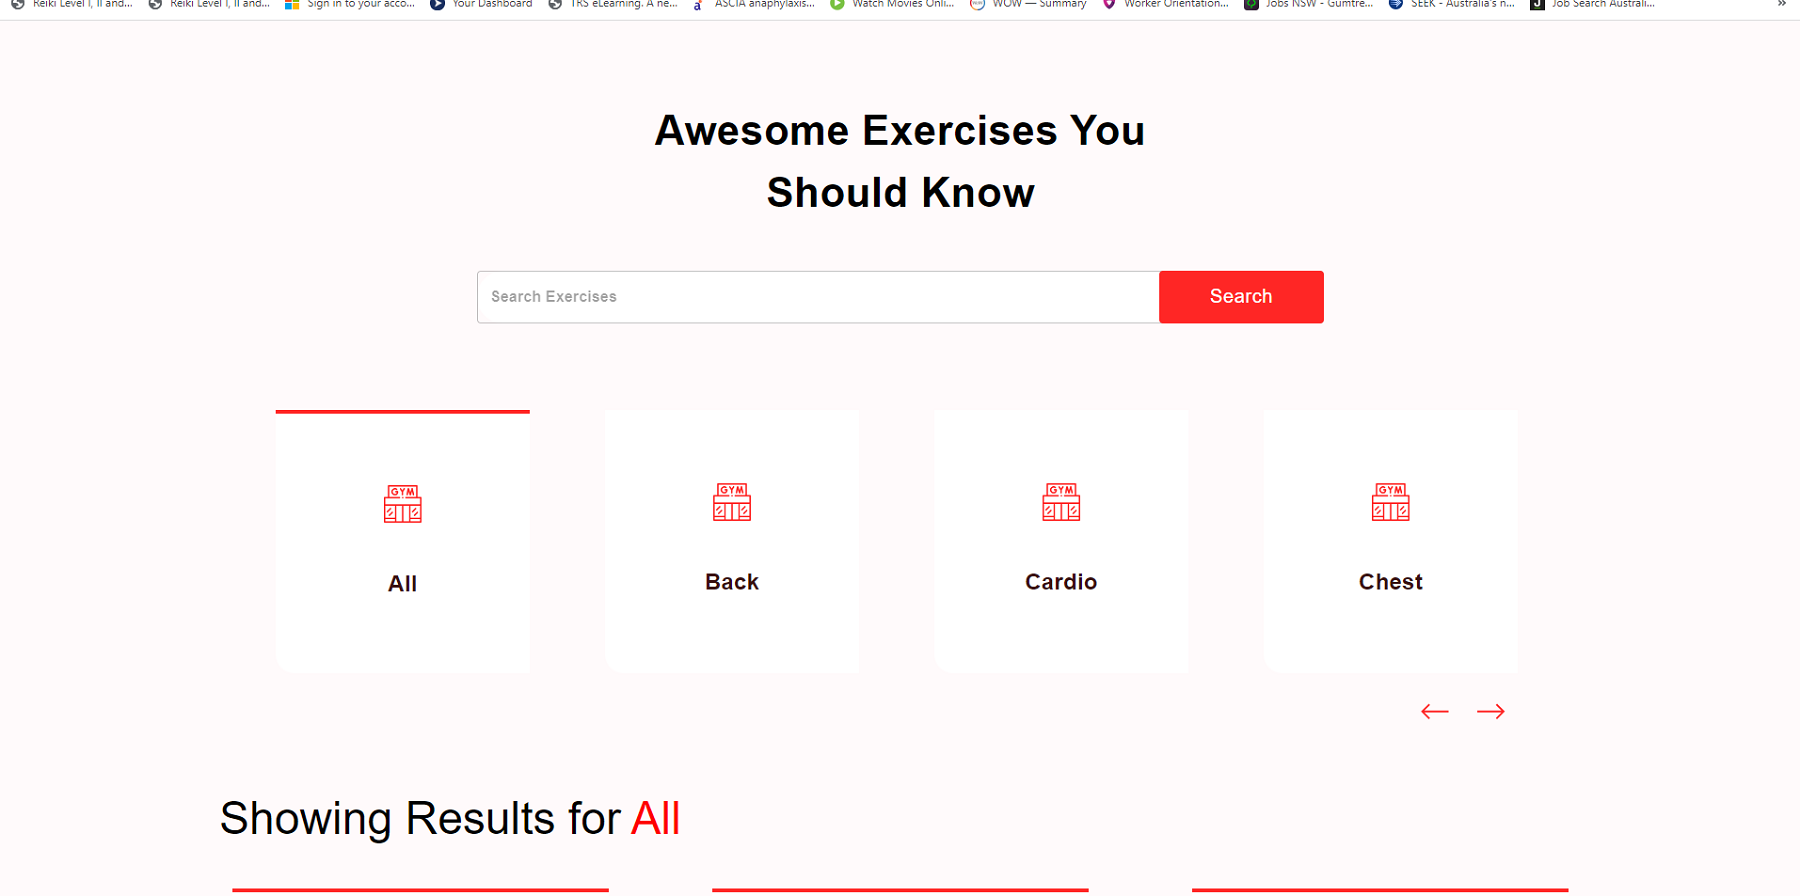 Reiki Level I, II and... Reiki Level I, II and... Sign in to your acco... Your Dashboard TRS eLearning. A ne... ASCIA anaphylaxis... Watch Movies Onli... WOW — Summary Worker Orientation... Jobs NSW - Gumtre... SEEK - Australia's n... Job Search Australi... »
Awesome Exercises You
Should Know
Search Exercises
Search
GYM GYM GYM GYM
All Back Cardio Chest
Showing Results for All